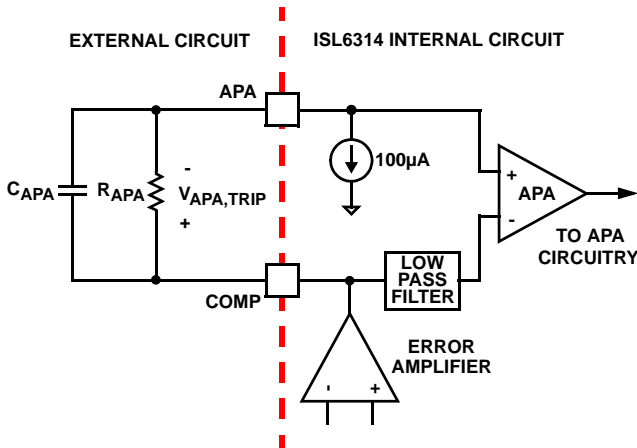 EXTERNAL CIRCUIT
ISL6314 INTERNAL CIRCUIT
APA
100µA
-
CAPA
RAPA
VAPA,TRIP
+
+
APA
-
TO APA
CIRCUITRY
LOW
PASS
FILTER
COMP
ERROR
AMPLIFIER
- +